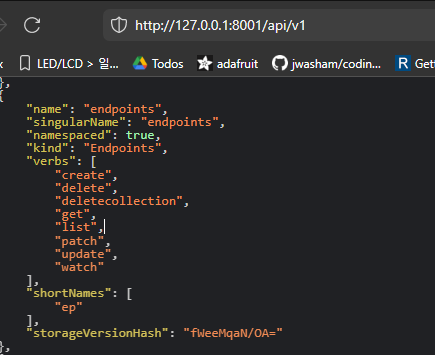 http://127.0.0.1:8001/api/v1
LED/LCD > 일... Todos adafruit jwasham/codin... Gett
},
{
"name": "endpoints",
"singularName": "endpoints",
"namespaced": true,
"kind": "Endpoints",
"verbs": [
"create",
"delete",
"deletecollection",
"get",
"list",
"patch",
"update",
"watch"
],
"shortNames": [
"ep"
],
"storageVersionHash": "fWeeMqaN/OA="
},